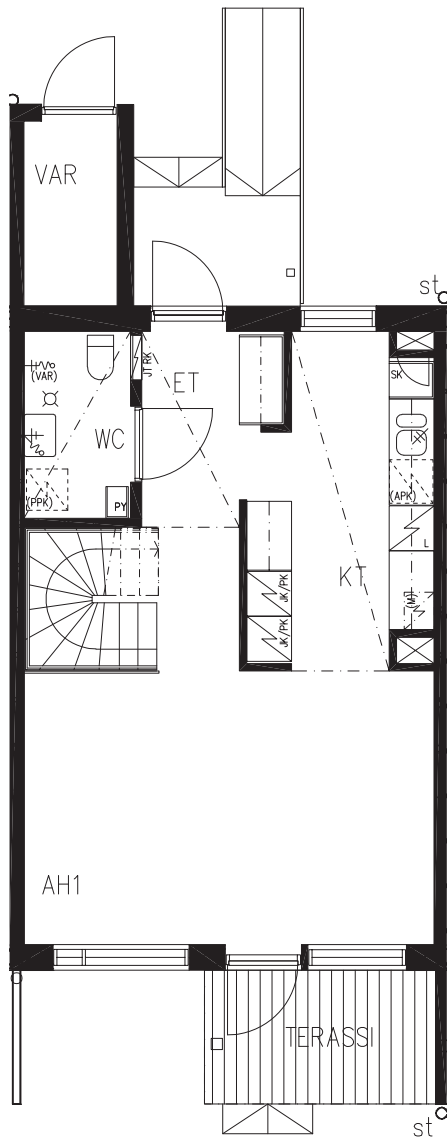 VAR
st
(VAR)
JT RK
ET
SK
WC
(PPK)
PY
(APK)
L
KT
JK/PK
(M)
JK/PK
AH1
TERASSI
st